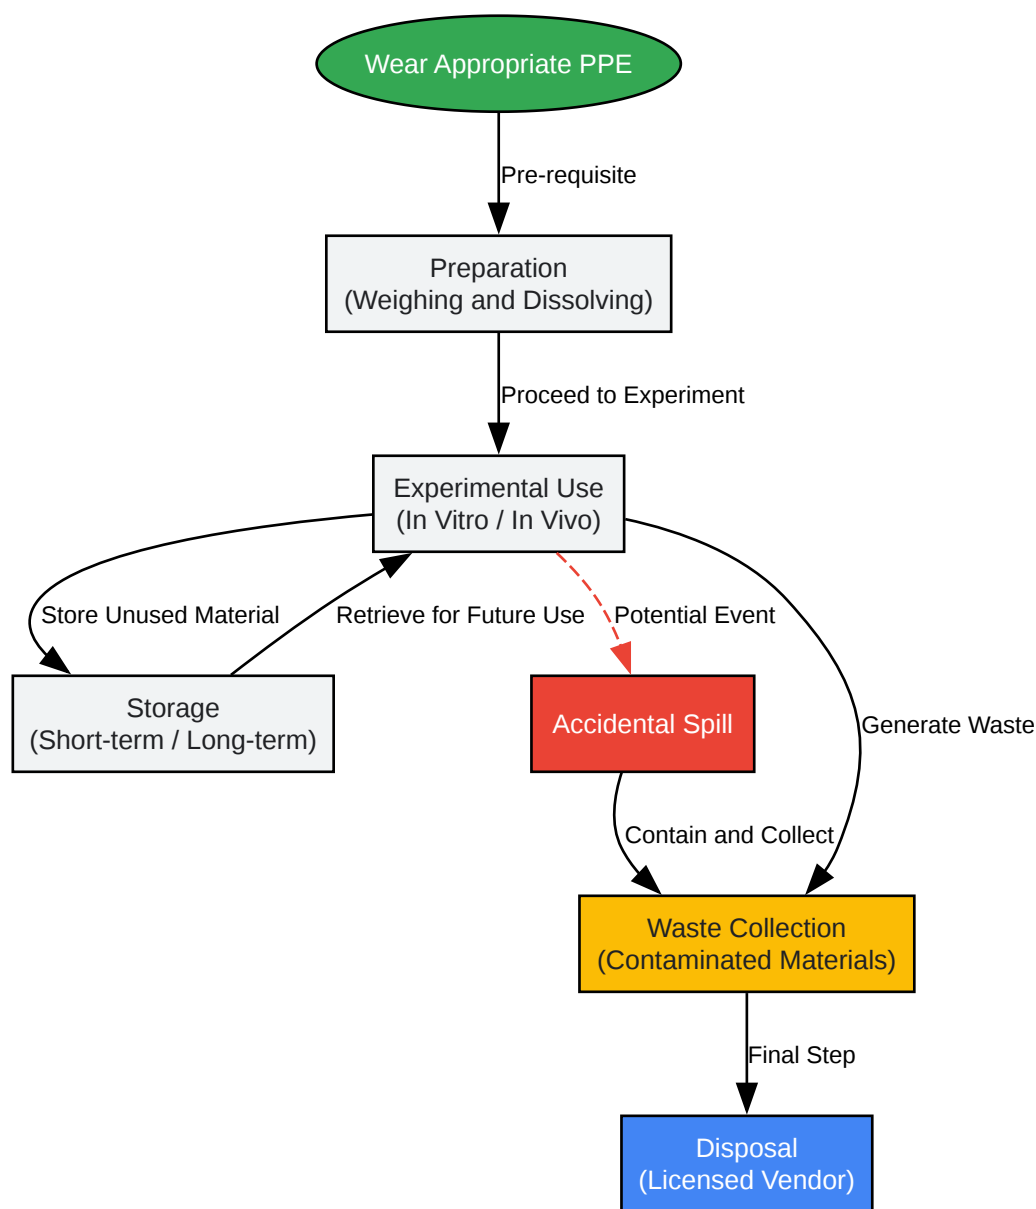 Wear Appropriate PPE
Pre-requisite
Preparation
(Weighing and Dissolving)
Proceed to Experiment
Experimental Use
(In Vitro / In Vivo)
Store Unused Material
Retrieve for Future Use
Potential Event
Storage
(Short-term / Long-term)
Accidental Spill
Generate Waste
Contain and Collect
Waste Collection
(Contaminated Materials)
Final Step
Disposal
(Licensed Vendor)